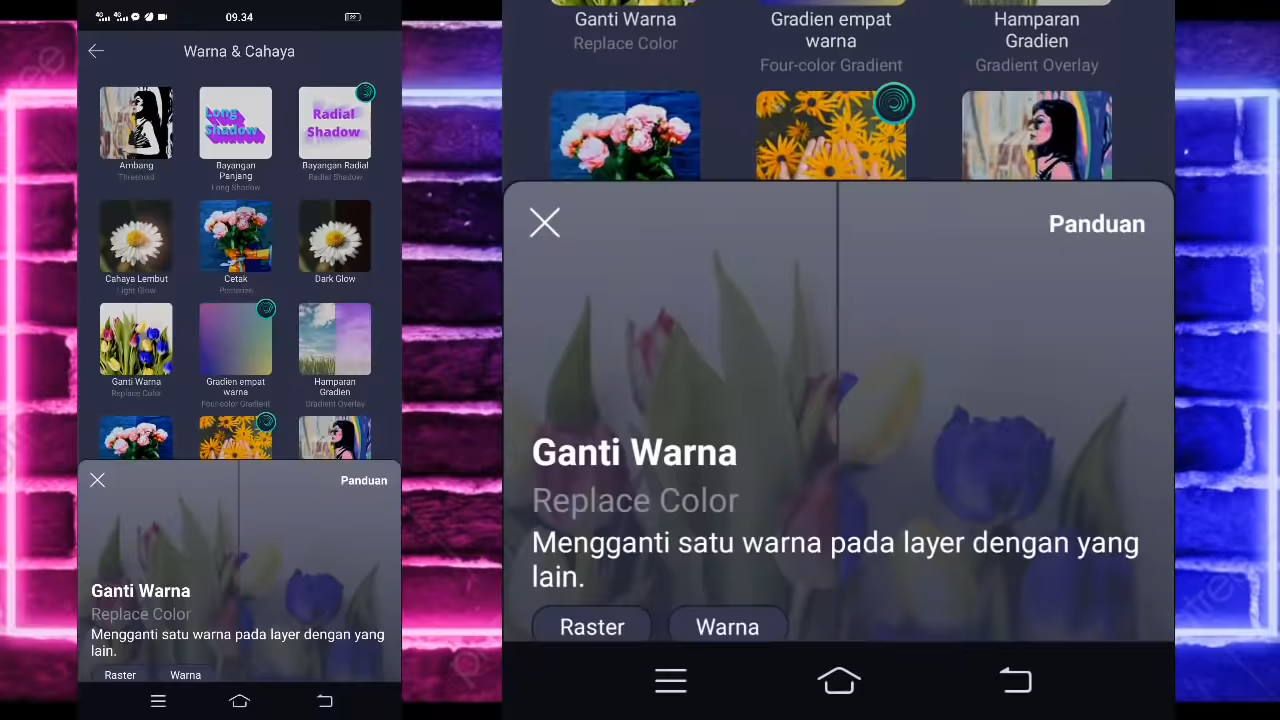 09.34
Warna & Cahaya
Long
Shadow
Radial
Shadow
Ambang
Threshold
Bayangan
Panjang
Long Shadow
Bayangan Radial
Radial Shadow
Cahaya Lembut
Light Glow
Cetak
Posterize
Dark Glow
Ganti Warna
Replace Color
Gradien empat
warna
Four-color Gradient
Hamparan
Gradien
Gradient Overlay
Panduan
Ganti Warna
Replace Color
Mengganti satu warna pada layer dengan yang
lain.
Raster
Warna
Ganti Warna
Replace Color
Gradien empat
warna
Four-color Gradient
Hamparan
Gradien
Gradient Overlay
Panduan
Ganti Warna
Replace Color
Mengganti satu warna pada layer dengan yang
lain.
Raster
Warna